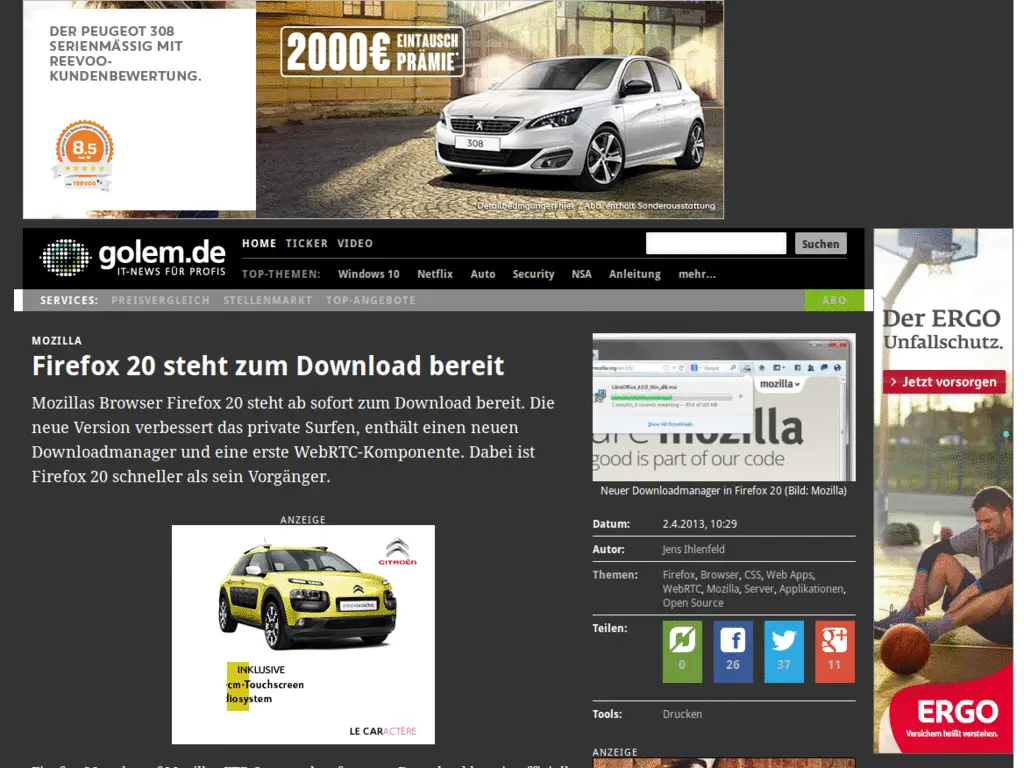 DER PEUGEOT 308
SERIENMÄSSIG MIT
REEVOO-
KUNDENBEWERTUNG.
8.5
reevoo
2000€ EINTAUSCH
PRÄMIE*
308
*Detailbedingungen hier. Abb. enthält Sonderausstattung
golem.de
IT-NEWS FÜR PROFIS
HOME TICKER VIDEO
Suchen
TOP-THEMEN: Windows 10 Netflix Auto Security NSA Anleitung mehr...
SERVICES: PREISVERGLEICH STELLENMARKT TOP-ANGEBOTE
ABO
MOZILLA
Firefox 20 steht zum Download bereit
Mozillas Browser Firefox 20 steht ab sofort zum Download bereit. Die
neue Version verbessert das private Surfen, enthält einen neuen
Downloadmanager und eine erste WebRTC-Komponente. Dabei ist
Firefox 20 schneller als sein Vorgänger.
ANZEIGE
CITROËN
INKLUSIVE
cm-Touchscreen
diosystem
LE CARACTÈRE
mozilla
Show All Downloads
are mozilla
good is part of our code
Neuer Downloadmanager in Firefox 20 (Bild: Mozilla)
Datum: 2.4.2013, 10:29
Autor: Jens Ihlenfeld
Themen: Firefox, Browser, CSS, Web Apps,
WebRTC, Mozilla, Server, Applikationen,
Open Source
Teilen:
0 26 37 11
Tools: Drucken
ANZEIGE
Der ERGO
Unfallschutz.
> Jetzt vorsorgen
ERGO
Versichern heißt verstehen.